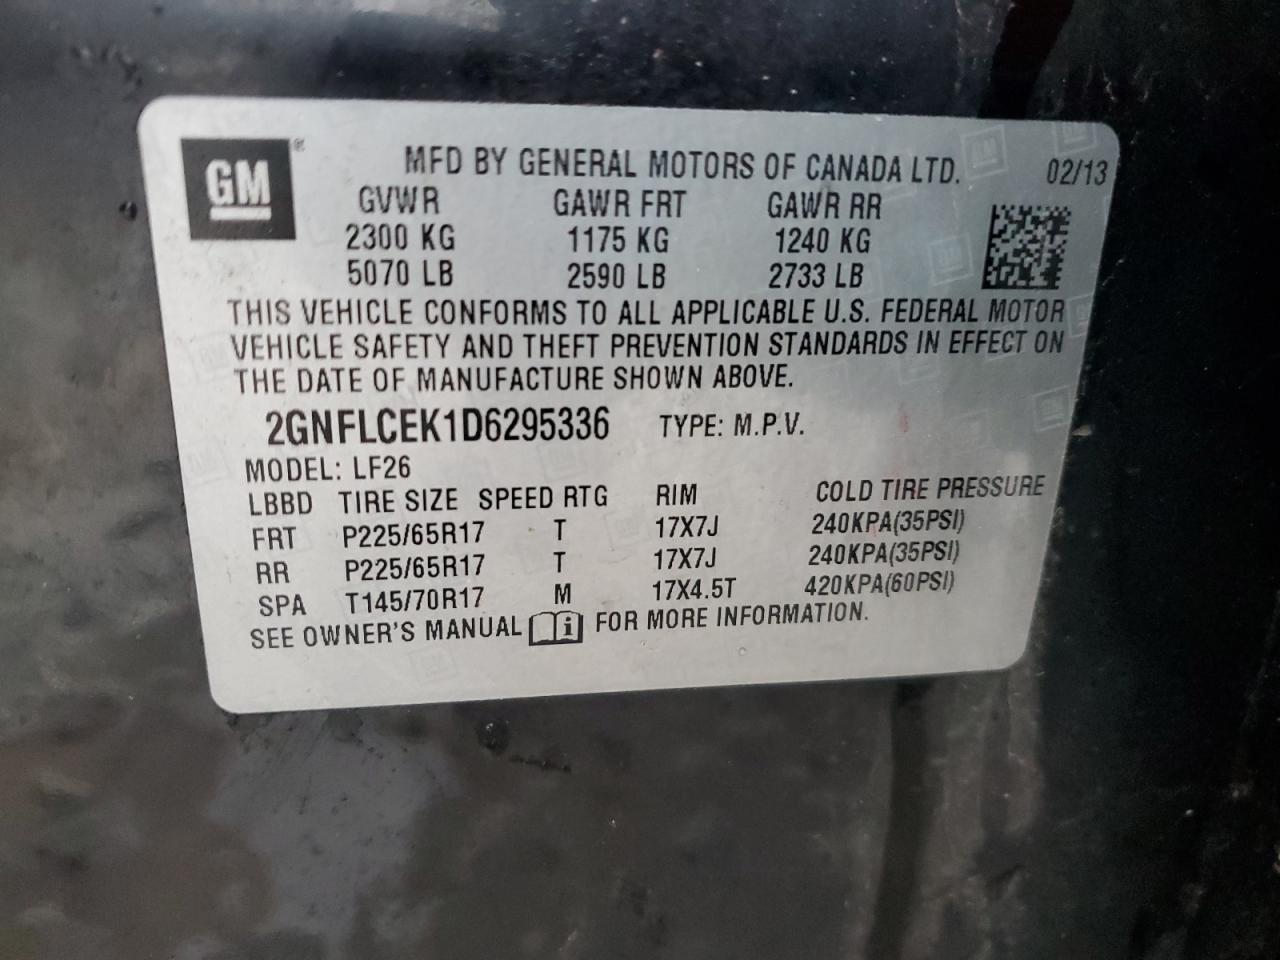 GM ® MFD BY GENERAL MOTORS OF CANADA LTD. 02/13
GVWR GAWR FRT GAWR RR
2300 KG 1175 KG 1240 KG
5070 LB 2590 LB 2733 LB
THIS VEHICLE CONFORMS TO ALL APPLICABLE U.S. FEDERAL MOTOR
VEHICLE SAFETY AND THEFT PREVENTION STANDARDS IN EFFECT ON
THE DATE OF MANUFACTURE SHOWN ABOVE.
2GNFLCEK1D6295336 TYPE: M.P.V.
MODEL: LF26
LBBD TIRE SIZE SPEED RTG RIM COLD TIRE PRESSURE
FRT P225/65R17 T 17X7J 240KPA(35PSI)
RR P225/65R17 T 17X7J 240KPA(35PSI)
SPA T145/70R17 M 17X4.5T 420KPA(60PSI)
SEE OWNER'S MANUAL i FOR MORE INFORMATION.